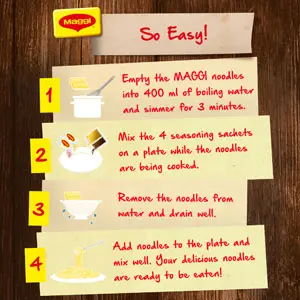 Maggi
So Easy!
1
Empty the MAGGI noodles
into 400 ml of boiling water
and simmer for 3 minutes.
2
Mix the 4 seasoning sachets
on a plate while the noodles
are being cooked.
3
Remove the noodles from
water and drain well.
4
Add noodles to the plate and
mix well. Your delicious noodles
are ready to be eaten!